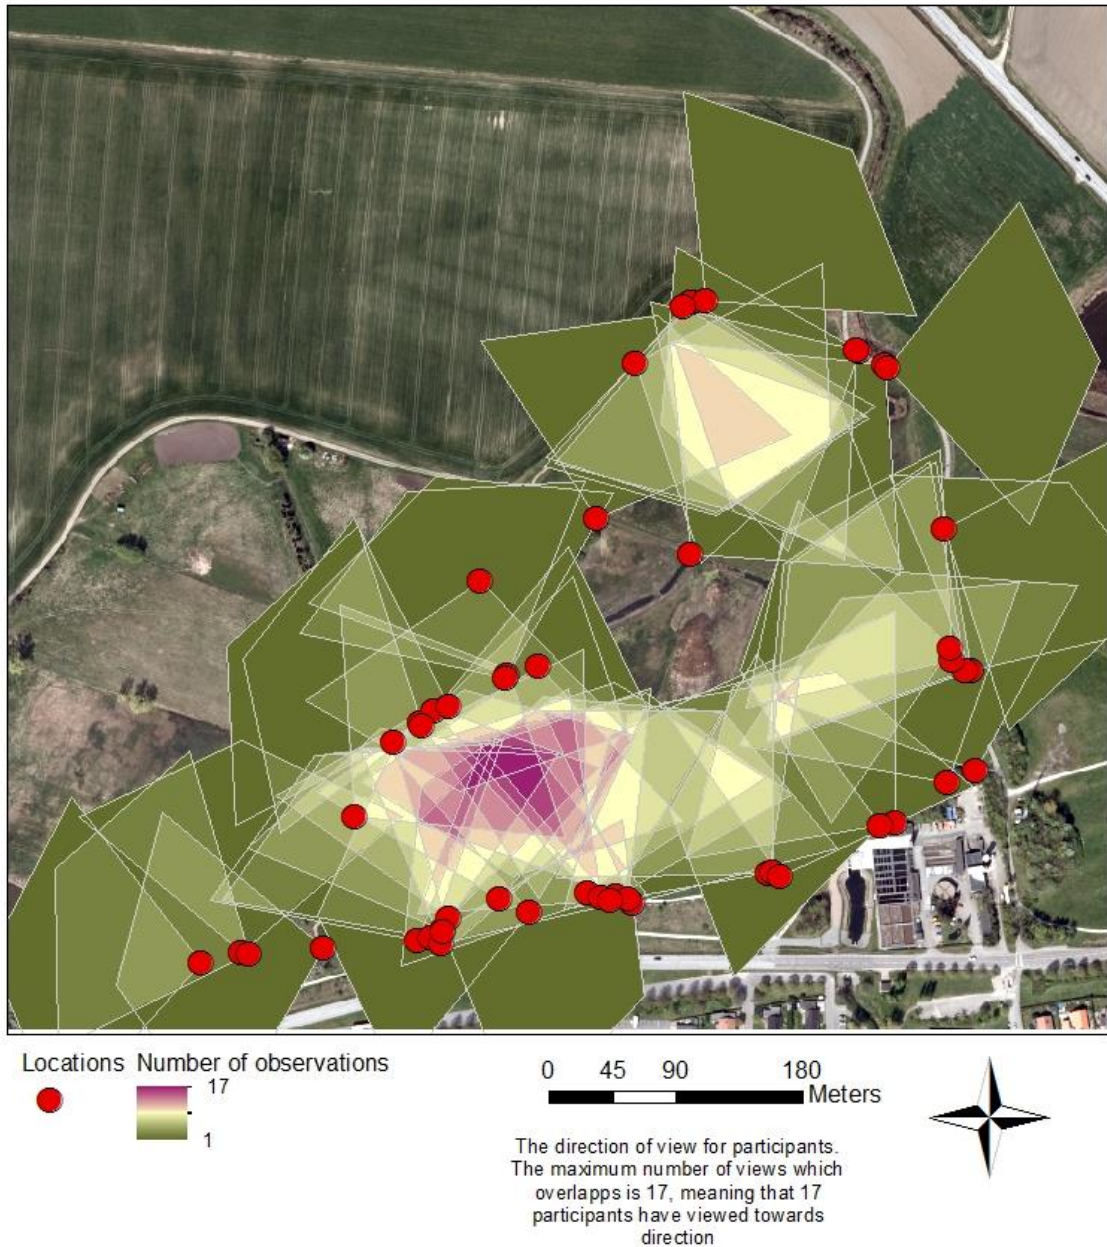 Locations Number of observations
17
1
0 45 90 180
Meters
The direction of view for participants.
The maximum number of views which
overlapps is 17, meaning that 17
participants have viewed towards
direction